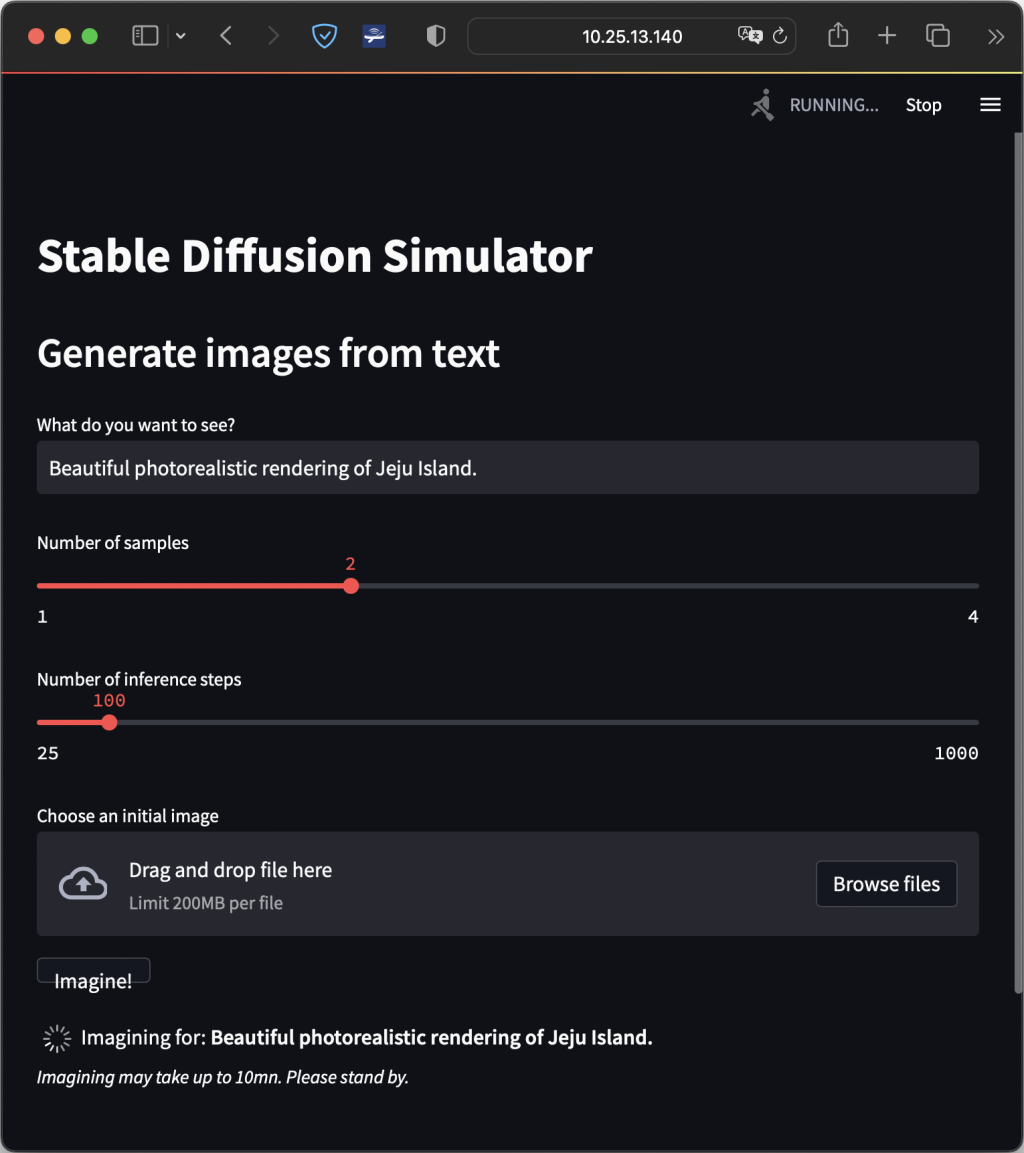 10.25.13.140
RUNNING... Stop
Stable Diffusion Simulator
Generate images from text
What do you want to see?
Beautiful photorealistic rendering of Jeju Island.
Number of samples
2
1 4
Number of inference steps
100
25 1000
Choose an initial image
Drag and drop file here
Limit 200MB per file
Browse files
Imagine!
Imagining for: Beautiful photorealistic rendering of Jeju Island.
Imagining may take up to 10mn. Please stand by.